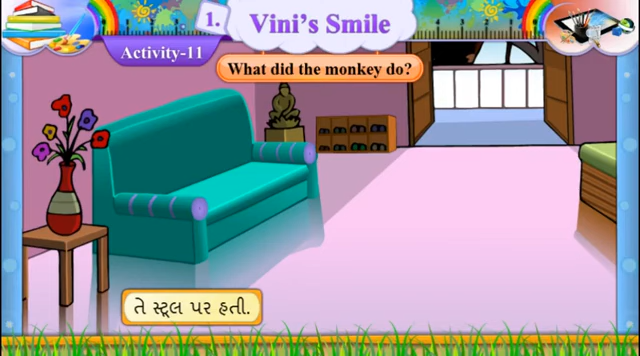 1.
Vini's Smile
Activity-11
What did the monkey do?
તે સ્ટૂલ પર હતી.